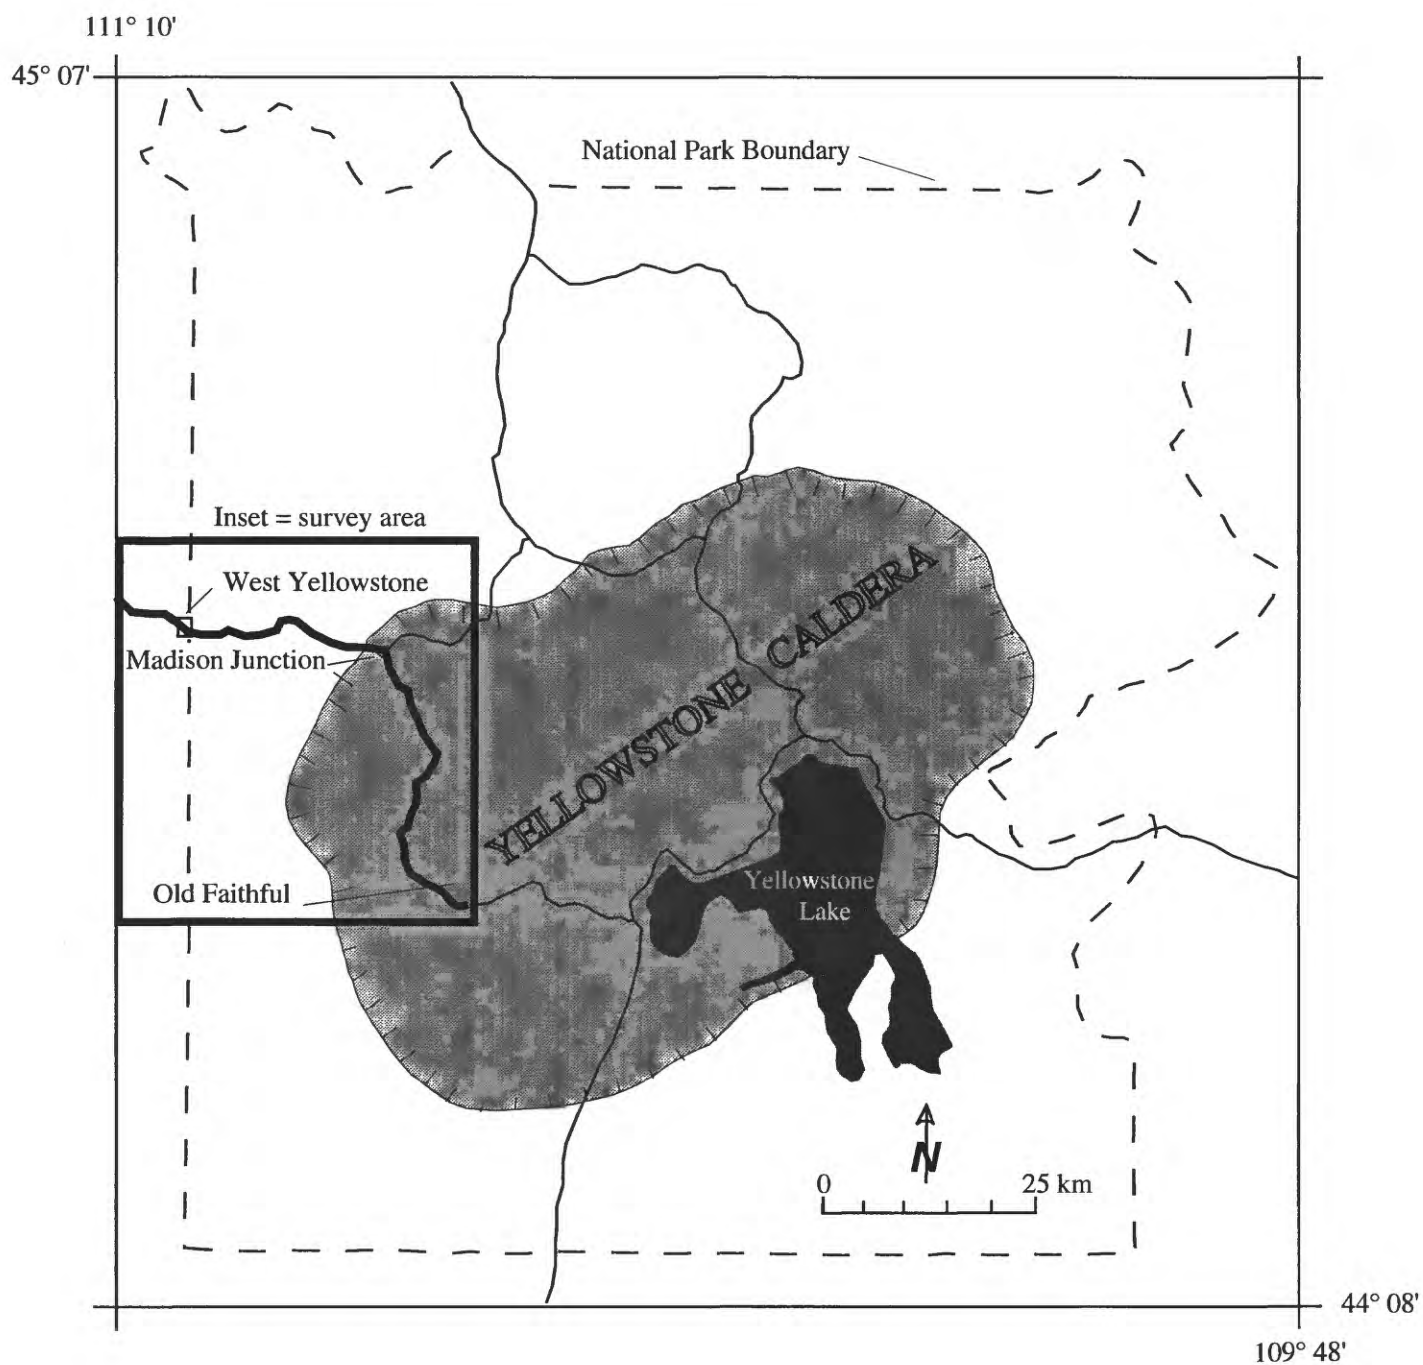 111° 10'
45° 07'
National Park Boundary
Inset = survey area
West Yellowstone
Madison Junction
YELLOWSTONE CALDERA
Old Faithful
Yellowstone
Lake
N
0 25 km
44° 08'
109° 48'